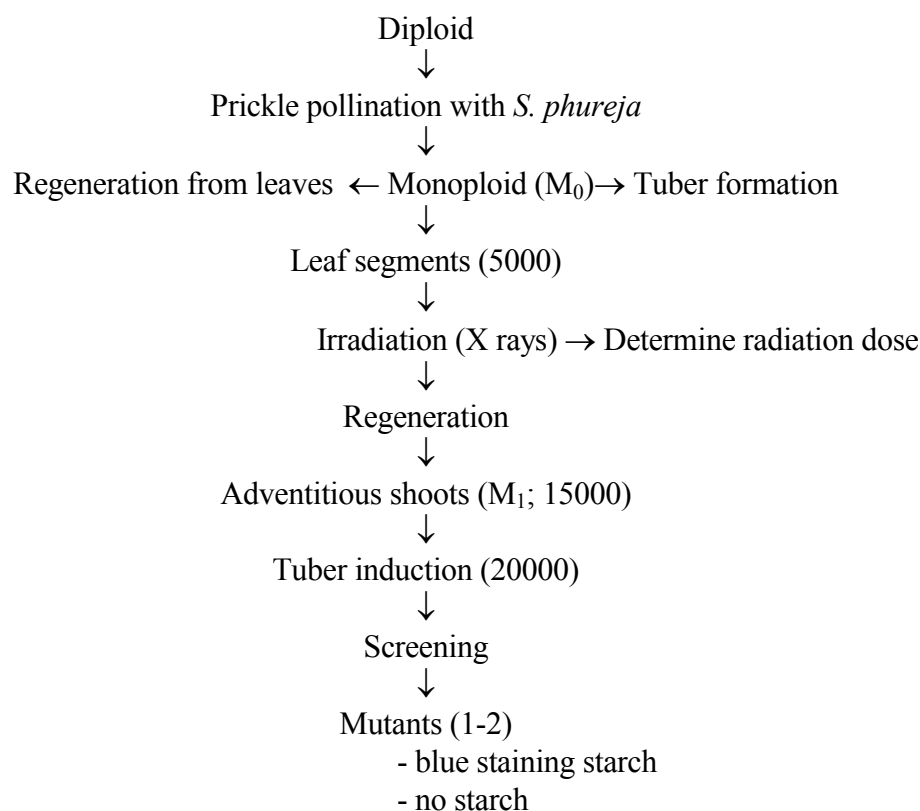 Diploid
↓
Prickle pollination with S. phureja
↓
Regeneration from leaves ← Monoploid (M₀)→ Tuber formation
↓
Leaf segments (5000)
↓
Irradiation (X rays) → Determine radiation dose
↓
Regeneration
↓
Adventitious shoots (M₁; 15000)
↓
Tuber induction (20000)
↓
Screening
↓
Mutants (1-2)
- blue staining starch
- no starch